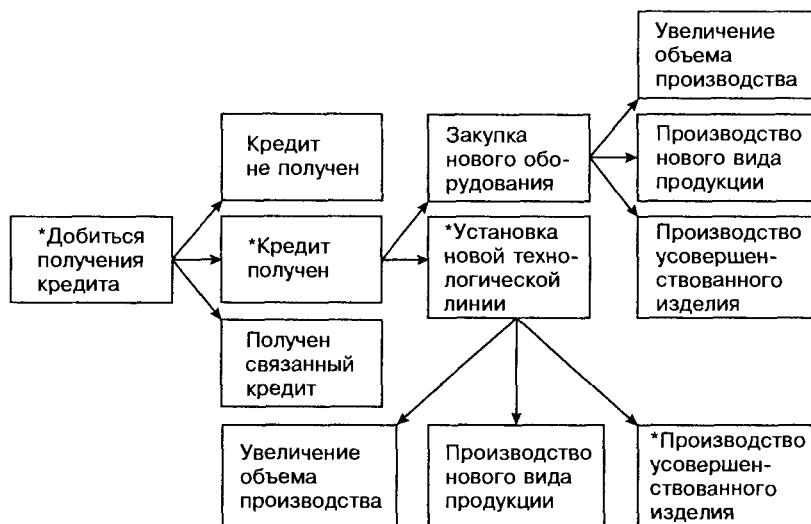 Увеличение
объема
производства
Кредит
не получен
Закупка
нового обо-
рудования
Производство
нового вида
продукции
*Добиться
получения
кредита
*Кредит
получен
*Установка
новой техно-
логической
линии
Производство
усовершен-
ствованного
изделия
Получен
связанный
кредит
Увеличение
объема
производства
Производство
нового вида
продукции
*Производство
усовершен-
ствованного
изделия